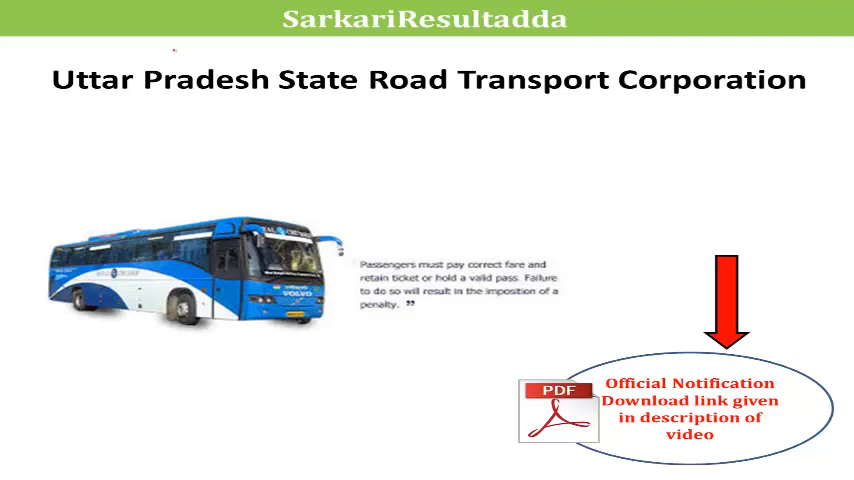 SarkariResultadda
Uttar Pradesh State Road Transport Corporation
Passengers must pay correct fare and
retain ticket or hold a valid pass. Failure
to do so will result in the imposition of a
penalty. ”
VOLVO
PDF
Official Notification
Download link given
in description of
video